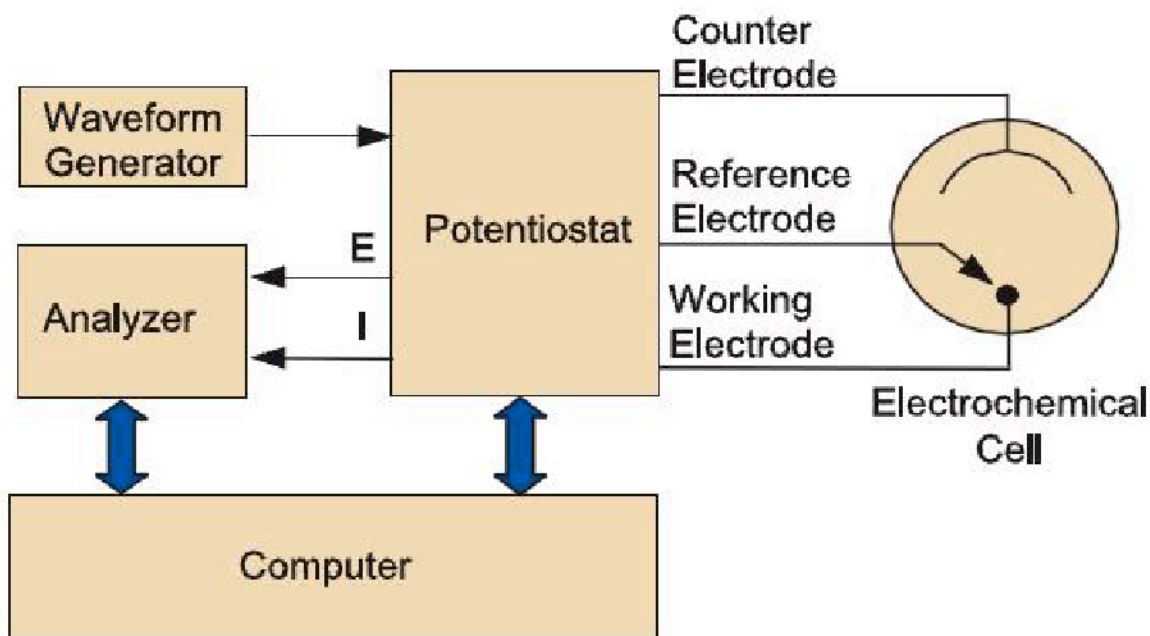 Counter
Electrode
Waveform
Generator
Reference
Electrode
Potentiostat
E
Analyzer
I
Working
Electrode
Electrochemical
Cell
Computer